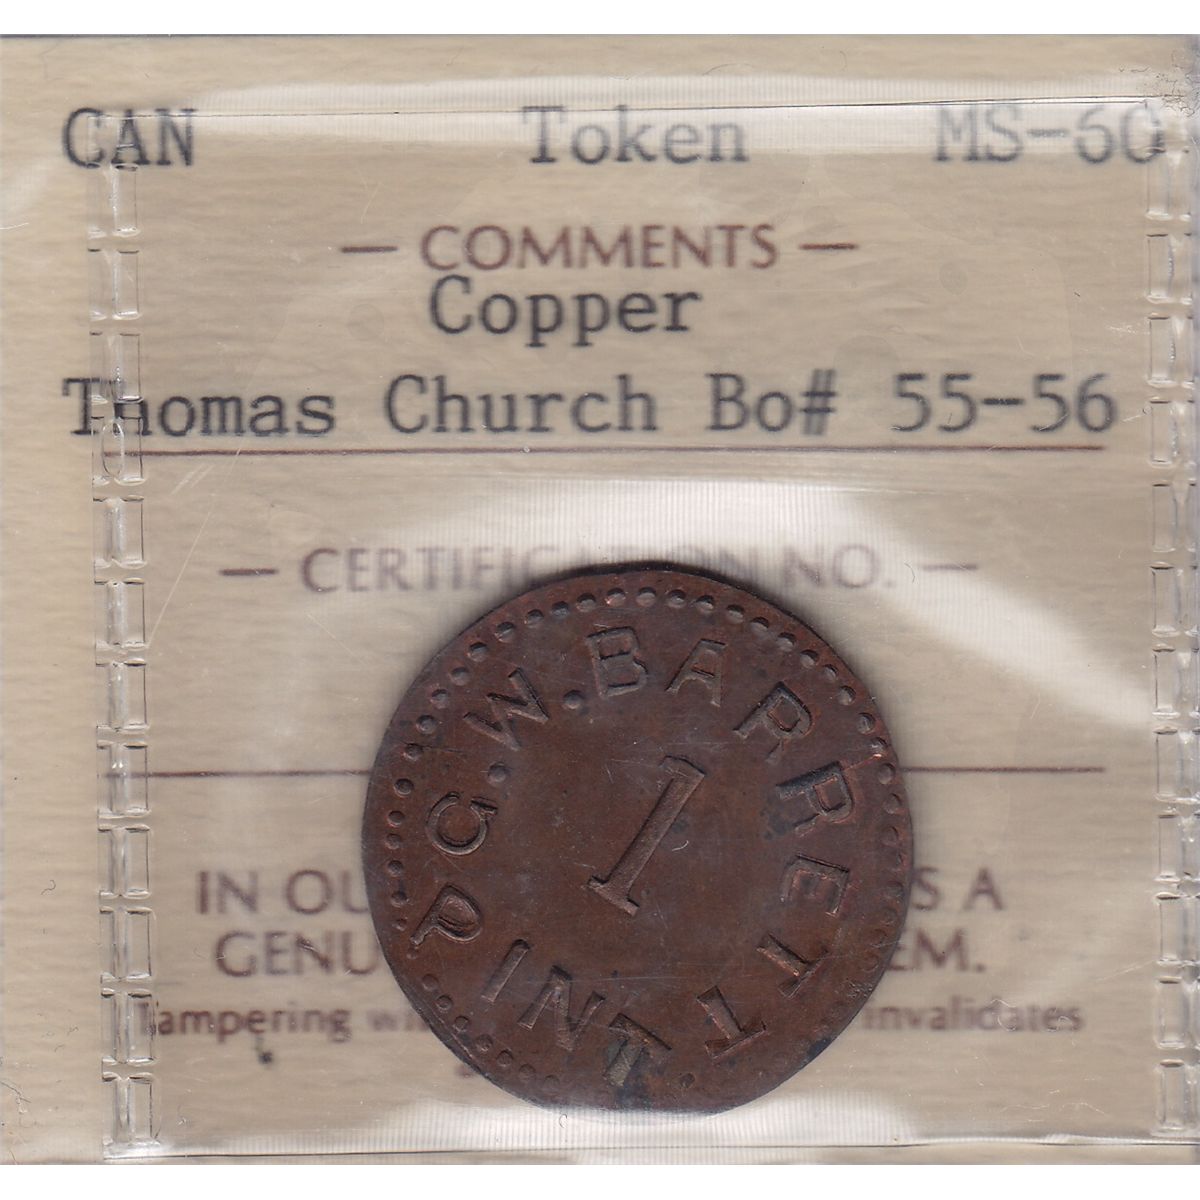 CAN Token MS-60
— COMMENTS —
Copper
Thomas Church Bo# 55-56
— CERTIFICATION NO. —
G.W.BARRETT
1
PINT
IN OU S A
GENU EM.
Tampering invalidates